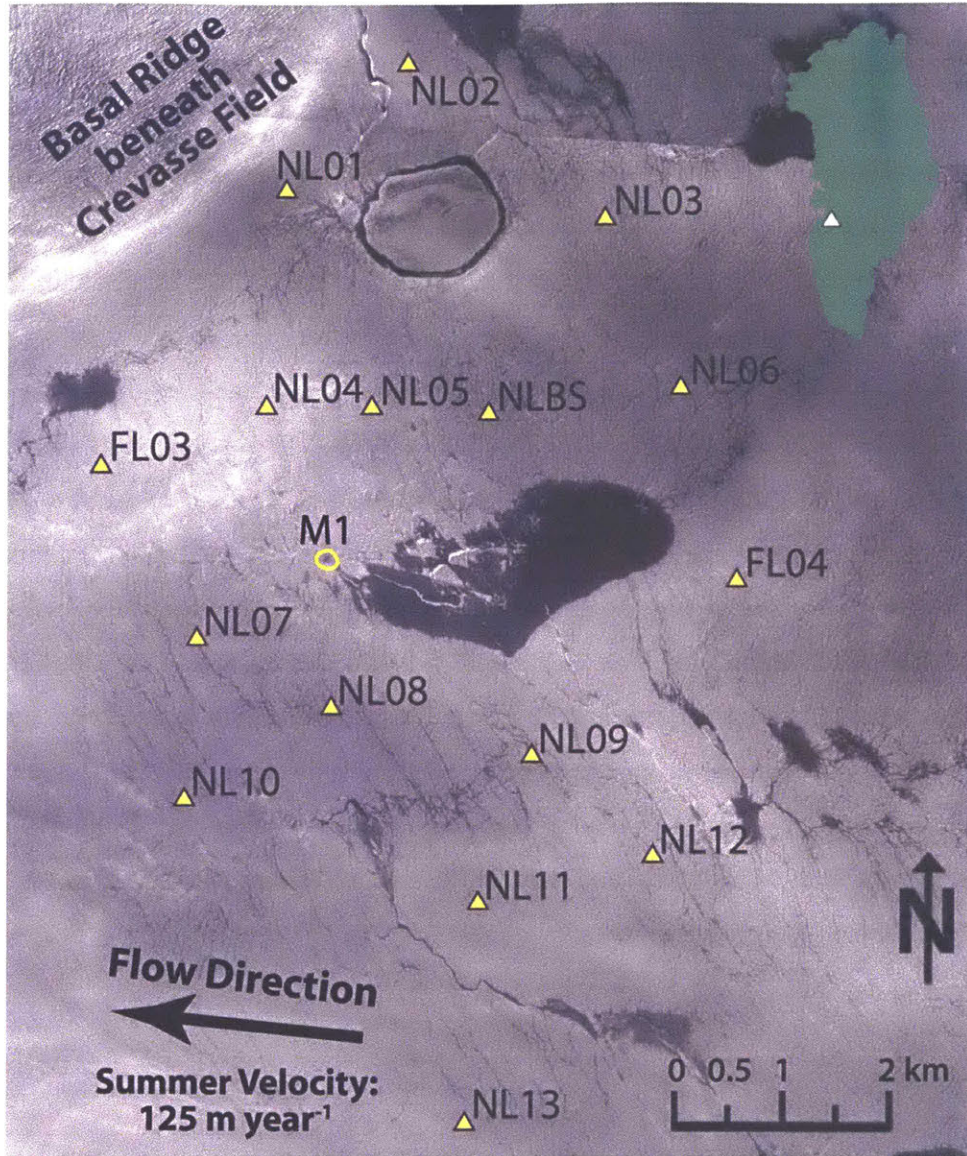 Basal Ridge
beneath
Crevasse Field
NL02
NL01
NL03
NL04
NL05
NLBS
NL06
FL03
M1
FL04
NL07
NL08
NL09
NL10
NL12
NL11
N
Flow Direction
Summer Velocity:
125 m year⁻¹
0 0.5 1 2 km
NL13